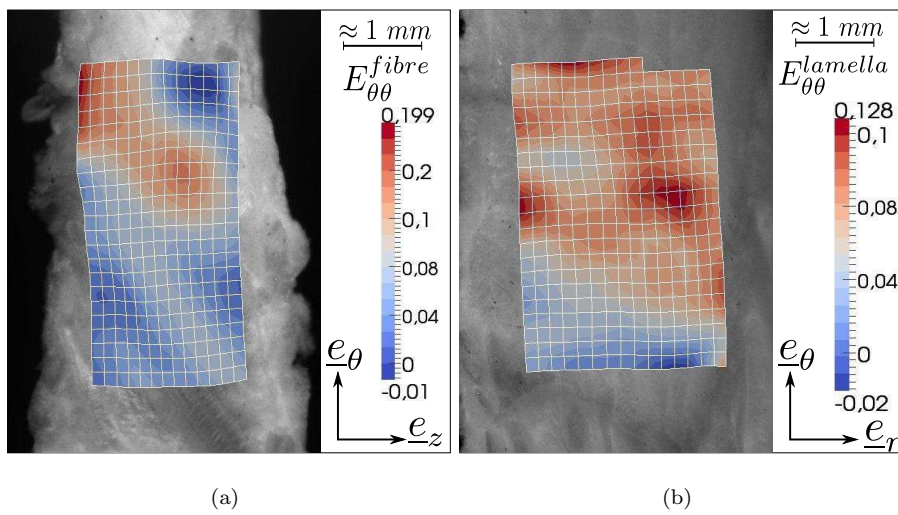 ≈ 1 mm
E^{fibre}_{θθ}
0,199
0,2
0,1
0,08
0,04
0
-0,01
e_θ
e_z
(a)
≈ 1 mm
E^{lamella}_{θθ}
0,128
0,1
0,08
0,04
0
-0,02
e_θ
e_r
(b)